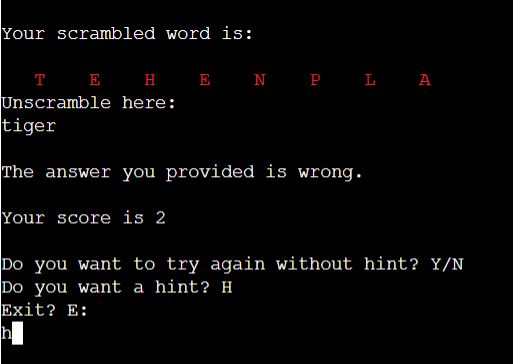 Your scrambled word is:
T E H E N P L A
Unscramble here:
tiger
The answer you provided is wrong.
Your score is 2
Do you want to try again without hint? Y/N
Do you want a hint? H
Exit? E:
h